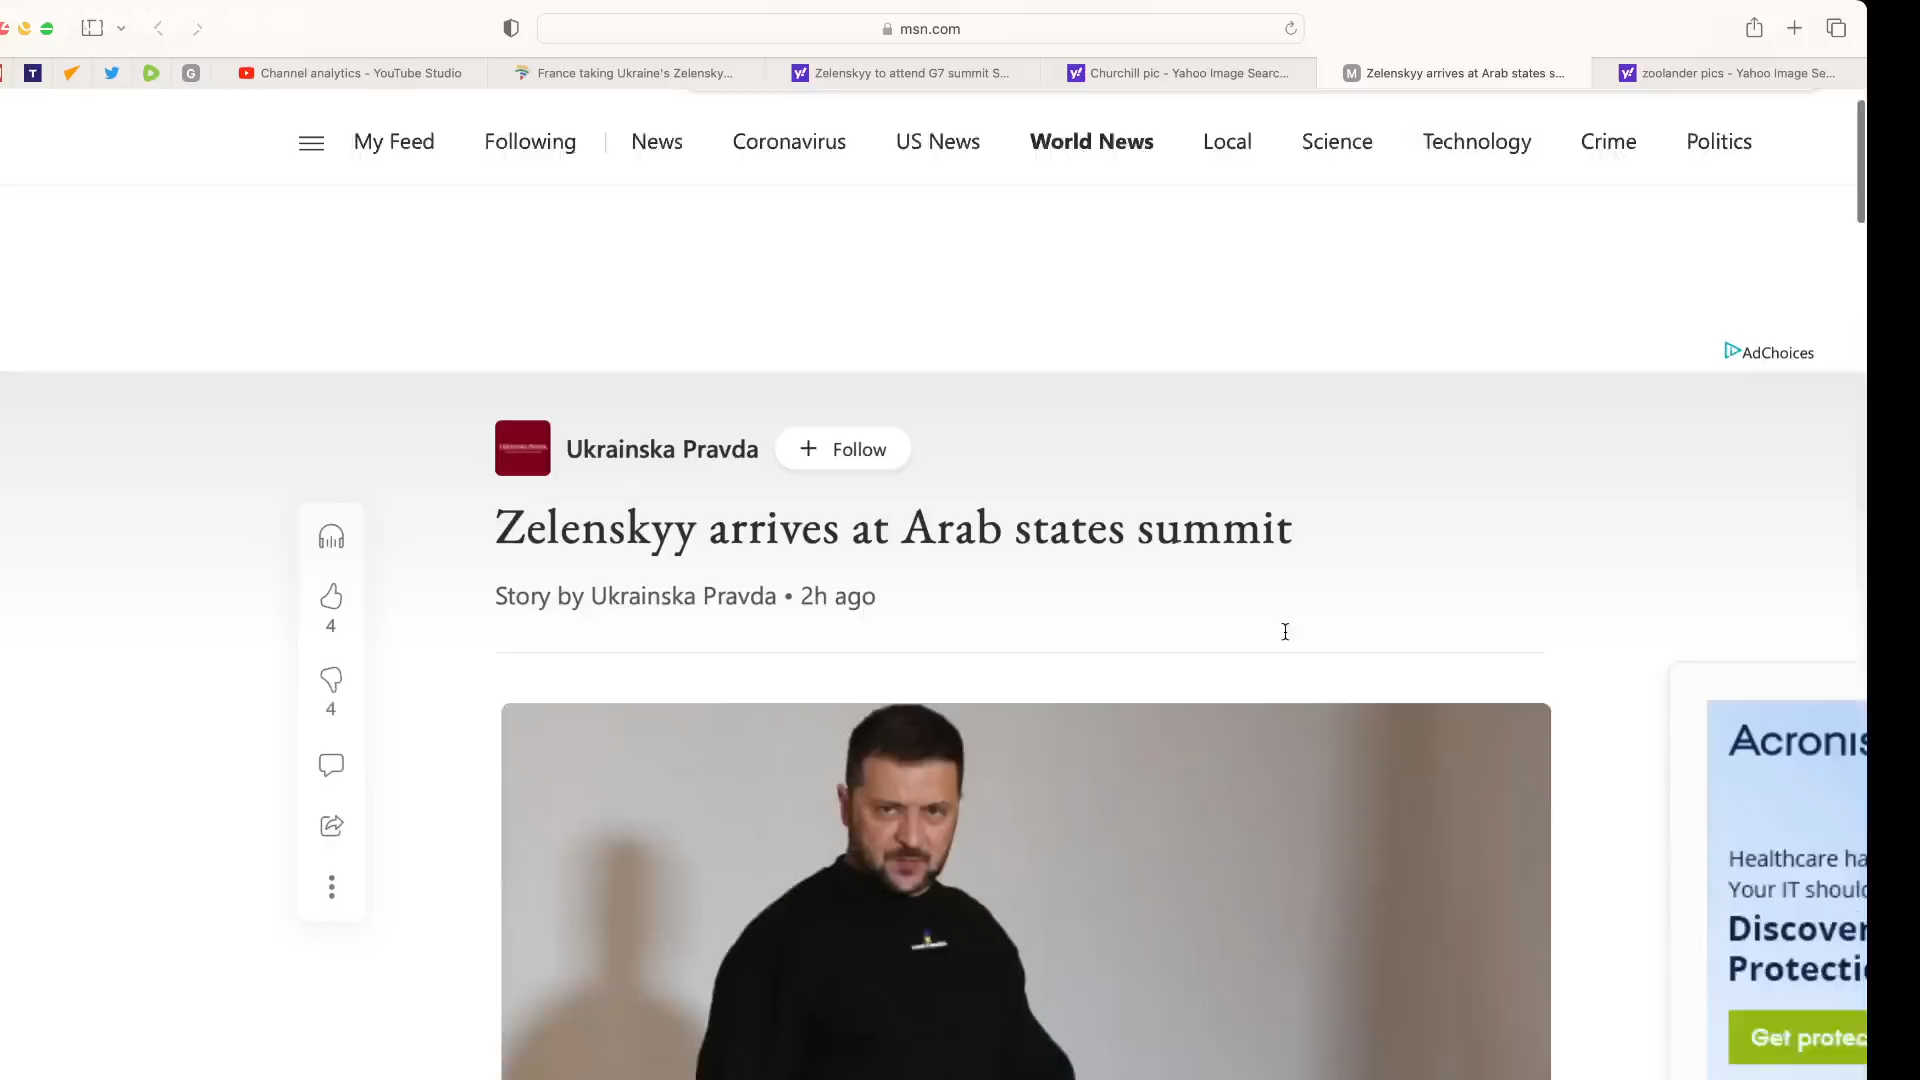 msn.com
T
G
Channel analytics - YouTube Studio
France taking Ukraine's Zelensky...
y!
Zelenskyy to attend G7 summit S...
y!
Churchill pic - Yahoo Image Searc...
M
Zelenskyy arrives at Arab states s...
y!
zoolander pics - Yahoo Image Se...
My Feed
Following
News
Coronavirus
US News
World News
Local
Science
Technology
Crime
Politics
AdChoices
Ukrainska Pravda
+ Follow
Zelenskyy arrives at Arab states summit
Story by Ukrainska Pravda • 2h ago
4
4
Acronis
Healthcare ha
Your IT shoul
Discover
Protecti
Get protec